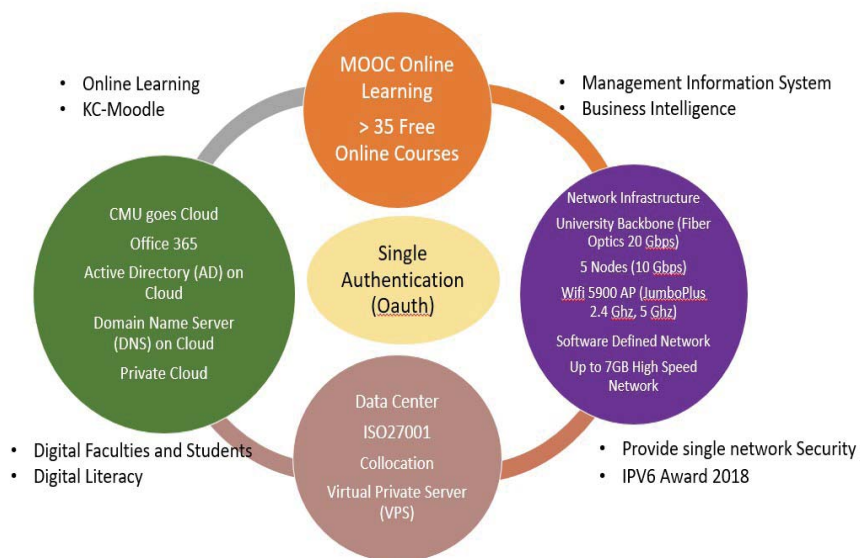 • Online Learning
• KC-Moodle
MOOC Online
Learning
> 35 Free
Online Courses
• Management Information System
• Business Intelligence
CMU goes Cloud
Office 365
Active Directory (AD) on
Cloud
Domain Name Server
(DNS) on Cloud
Private Cloud
Single
Authentication
(Oauth)
Network Infrastructure
University Backbone (Fiber
Optics 20 Gbps)
5 Nodes (10 Gbps)
Wifi 5900 AP (JumboPlus
2.4 Ghz, 5 Ghz)
Software Defined Network
Up to 7GB High Speed
Network
• Digital Faculties and Students
• Digital Literacy
Data Center
ISO27001
Collocation
Virtual Private Server
(VPS)
• Provide single network Security
• IPV6 Award 2018